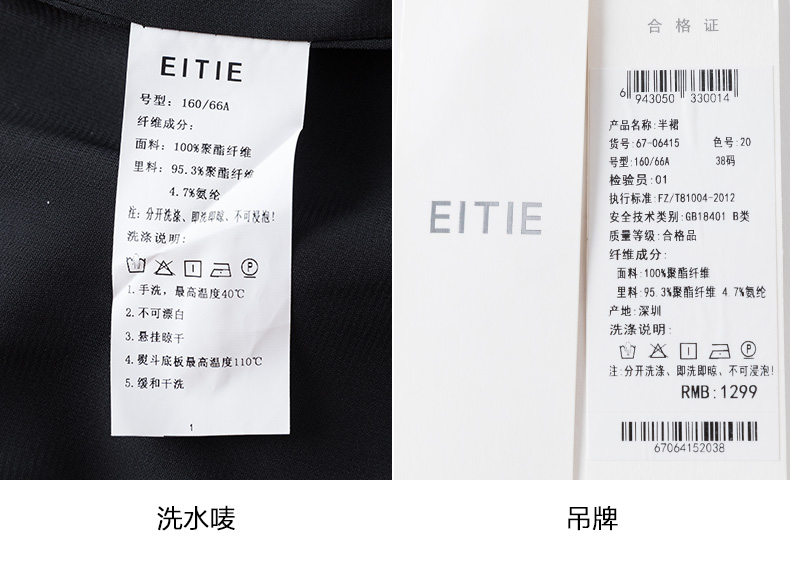 EITIE
号型: 160/66A
纤维成分:
面料: 100%聚酯纤维
里料: 95.3%聚酯纤维
4.7%氨纶
注: 分开洗涤、即洗即晾、不可浸泡!
洗涤说明:
1.手洗，最高温度40℃
2.不可漂白
3.悬挂晾干
4.熨斗底板最高温度110℃
5.缓和干洗
1
洗水唛
EITIE
合格证
6 943050 330014
产品名称:半裙
货号:67-06415 色号:20
号型:160/66A 38码
检验员:01
执行标准:FZ/T81004-2012
安全技术类别:GB18401 B类
质量等级:合格品
纤维成分:
面料:100%聚酯纤维
里料:95.3%聚酯纤维 4.7%氨纶
产地:深圳
洗涤说明:
注:分开洗涤、即洗即晾、不可浸泡!
RMB:1299
67064152038
吊牌